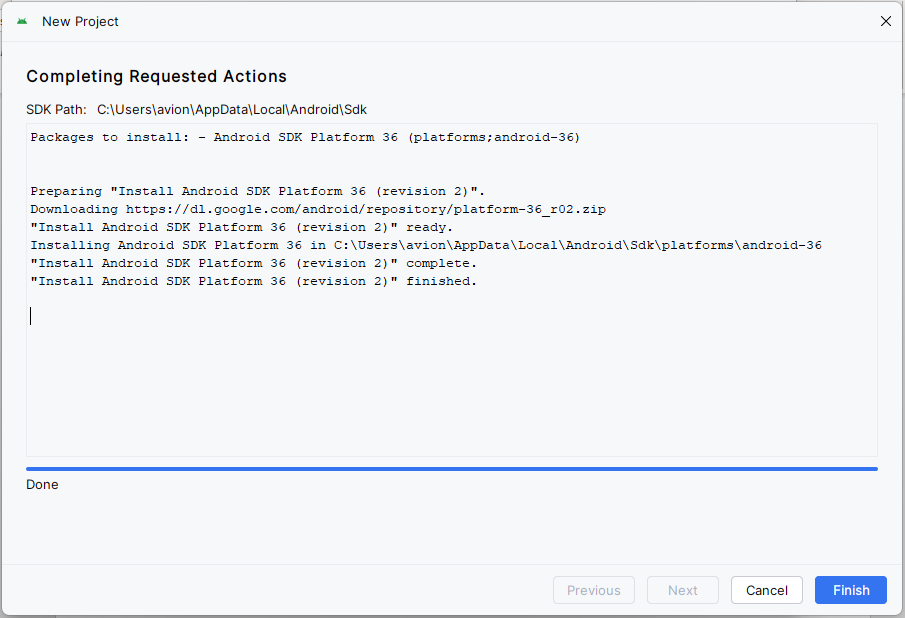 New Project
Completing Requested Actions
SDK Path: C:\Users\avion\AppData\Local\Android\Sdk
Packages to install: - Android SDK Platform 36 (platforms;android-36)
Preparing "Install Android SDK Platform 36 (revision 2)".
Downloading https://dl.google.com/android/repository/platform-36_r02.zip
"Install Android SDK Platform 36 (revision 2)" ready.
Installing Android SDK Platform 36 in C:\Users\avion\AppData\Local\Android\Sdk\platforms\android-36
"Install Android SDK Platform 36 (revision 2)" complete.
"Install Android SDK Platform 36 (revision 2)" finished.
Done
Previous Next Cancel Finish